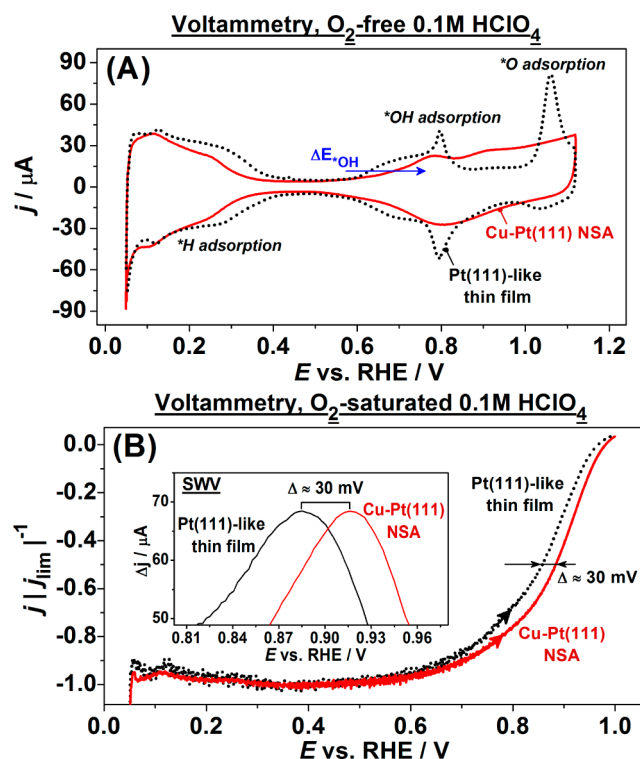 Voltammetry, O2-free 0.1M HClO4
(A)
*O adsorption
*OH adsorption
ΔE*OH
*H adsorption
Cu-Pt(111) NSA
Pt(111)-like
thin film
j / μA
90
60
30
0
-30
-60
-90
0.0 0.2 0.4 0.6 0.8 1.0 1.2
E vs. RHE / V
Voltammetry, O2-saturated 0.1M HClO4
(B)
SWV
Δ ≈ 30 mV
Pt(111)-like
thin film
Cu-Pt(111)
NSA
Δj / μA
70
60
50
0.81 0.84 0.87 0.90 0.93 0.96
E vs. RHE / V
Pt(111)-like
thin film
Δ ≈ 30 mV
Cu-Pt(111)
NSA
j |jlim|-1
0.0
-0.2
-0.4
-0.6
-0.8
-1.0
0.0 0.2 0.4 0.6 0.8 1.0
E vs. RHE / V